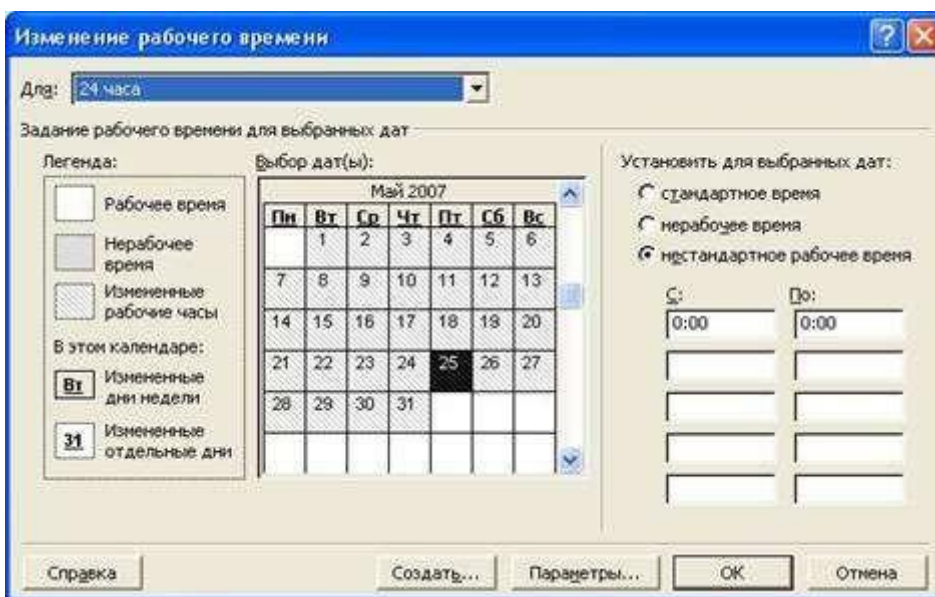 Изменение рабочего времени
Для: 24 часа
Задание рабочего времени для выбранных дат
Легенда:
Рабочее время
Нерабочее
время
Измененные
рабочие часы
В этом календаре:
Вт Измененные
дни недели
31 Измененные
отдельные дни
Выбор дат(ы):
Май 2007
Пн Вт Ср Чт Пт Сб Вс
1 2 3 4 5 6
7 8 9 10 11 12 13
14 15 16 17 18 19 20
21 22 23 24 25 26 27
28 29 30 31
Установить для выбранных дат:
стандартное время
нерабочее время
нестандартное рабочее время
С: По:
0:00 0:00
Справка Создать... Параметры... ОК Отмена